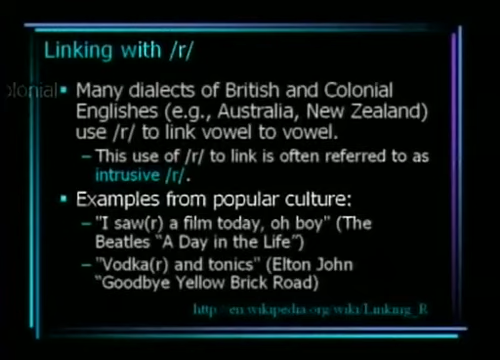 Linking with /r/
Many dialects of British and Colonial
Englishes (e.g., Australia, New Zealand)
use /r/ to link vowel to vowel.
– This use of /r/ to link is often referred to as
intrusive /r/.
Examples from popular culture:
– "I saw(r) a film today, oh boy" (The
Beatles "A Day in the Life")
– "Vodka(r) and tonics" (Elton John
"Goodbye Yellow Brick Road)
http://en.wikipedia.org/wiki/Linking_R